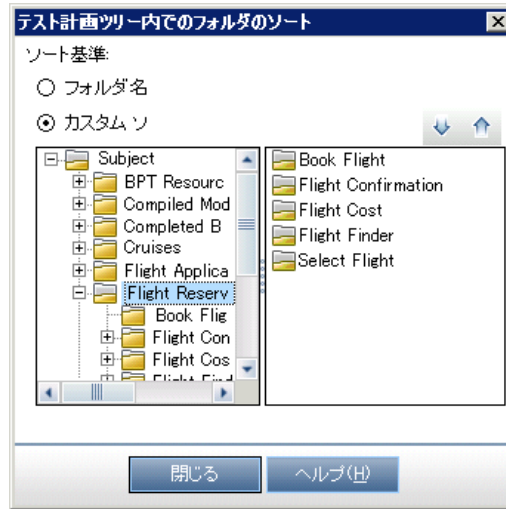 テスト計画ツリー内でのフォルダのソート
ソート基準:
フォルダ名
カスタム ソ
Subject
BPT Resourc
Compiled Mod
Completed B
Cruises
Flight Applica
Flight Reserv
Book Flig
Flight Con
Flight Cos
Flight Find
Book Flight
Flight Confirmation
Flight Cost
Flight Finder
Select Flight
閉じる
ヘルプ(H)